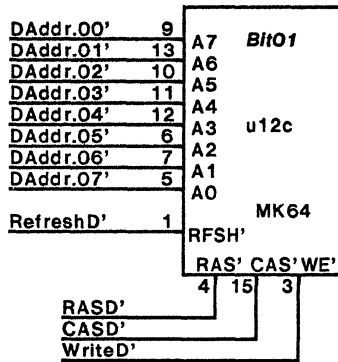 DAddr.00' 9 A7 Bit01
DAddr.01' 13 A6
DAddr.02' 10 A5
DAddr.03' 11 A4
DAddr.04' 12 A3 u12c
DAddr.05' 6 A2
DAddr.06' 7 A1
DAddr.07' 5 A0
MK64
RefreshD' 1 RFSH'
RAS' CAS' WE'
4 15 3
RASD'
CASD'
WriteD'